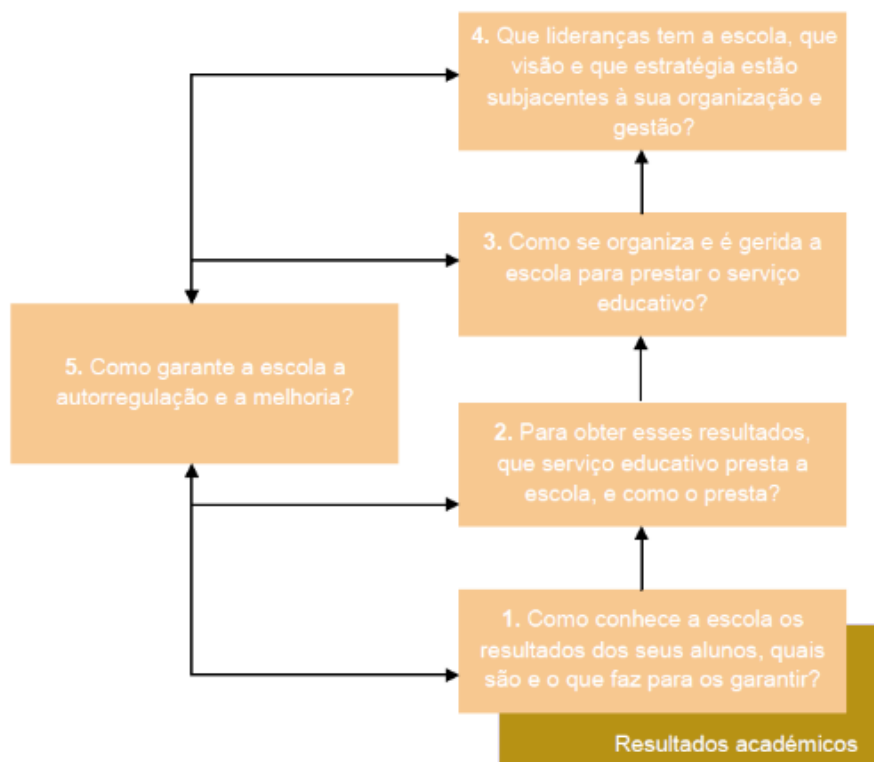 4. Que lideranças tem a escola, que
visão e que estratégia estão
subjacentes à sua organização e
gestão?
3. Como se organiza e é gerida a
escola para prestar o serviço
educativo?
5. Como garante a escola a
autorregulação e a melhoria?
2. Para obter esses resultados,
que serviço educativo presta a
escola, e como o presta?
1. Como conhece a escola os
resultados dos seus alunos, quais
são e o que faz para os garantir?
Resultados académicos